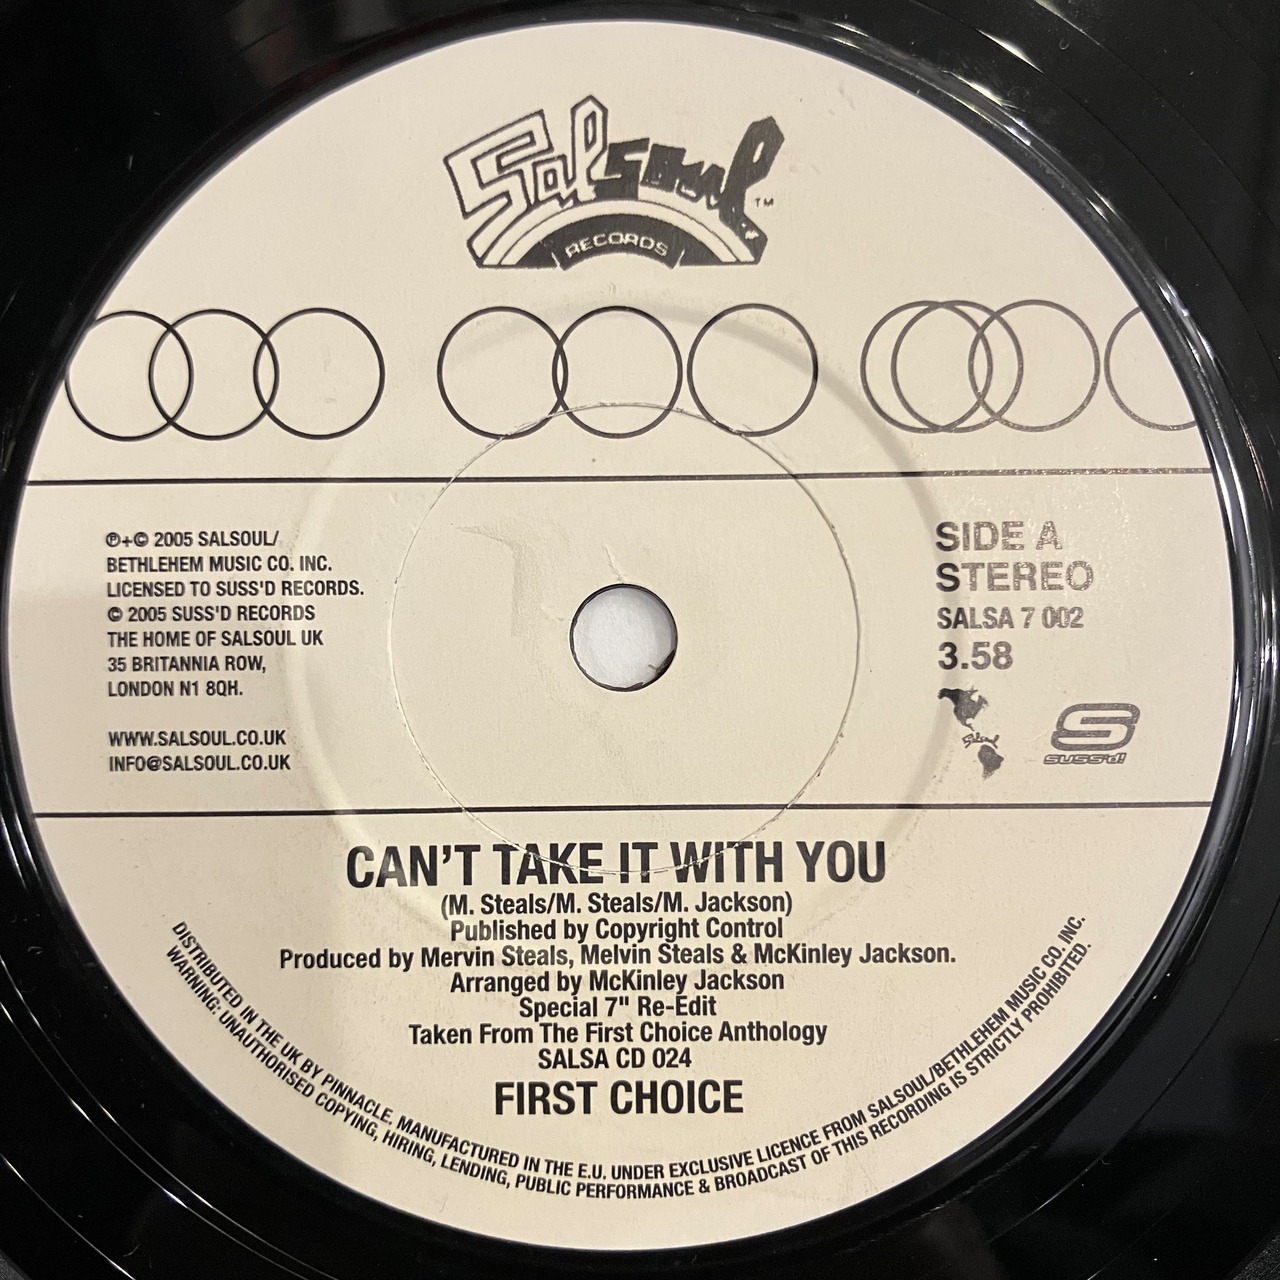 Salsoul™
RECORDS
℗+© 2005 SALSOUL/
BETHLEHEM MUSIC CO. INC.
LICENSED TO SUSS'D RECORDS.
© 2005 SUSS'D RECORDS
THE HOME OF SALSOUL UK
35 BRITANNIA ROW,
LONDON N1 8QH.
WWW.SALSOUL.CO.UK
INFO@SALSOUL.CO.UK
SIDE A
STEREO
SALSA 7 002
3.58
Salsoul
SUSS'D!
CAN'T TAKE IT WITH YOU
(M. Steals/M. Steals/M. Jackson)
Published by Copyright Control
Produced by Mervin Steals, Melvin Steals & McKinley Jackson.
Arranged by McKinley Jackson
Special 7" Re-Edit
Taken From The First Choice Anthology
SALSA CD 024
FIRST CHOICE
DISTRIBUTED IN THE UK BY PINNACLE. MANUFACTURED IN THE E.U. UNDER EXCLUSIVE LICENCE FROM SALSOUL/BETHLEHEM MUSIC CO. INC.
WARNING: UNAUTHORISED COPYING, HIRING, LENDING, PUBLIC PERFORMANCE & BROADCAST OF THIS RECORDING IS STRICTLY PROHIBITED.